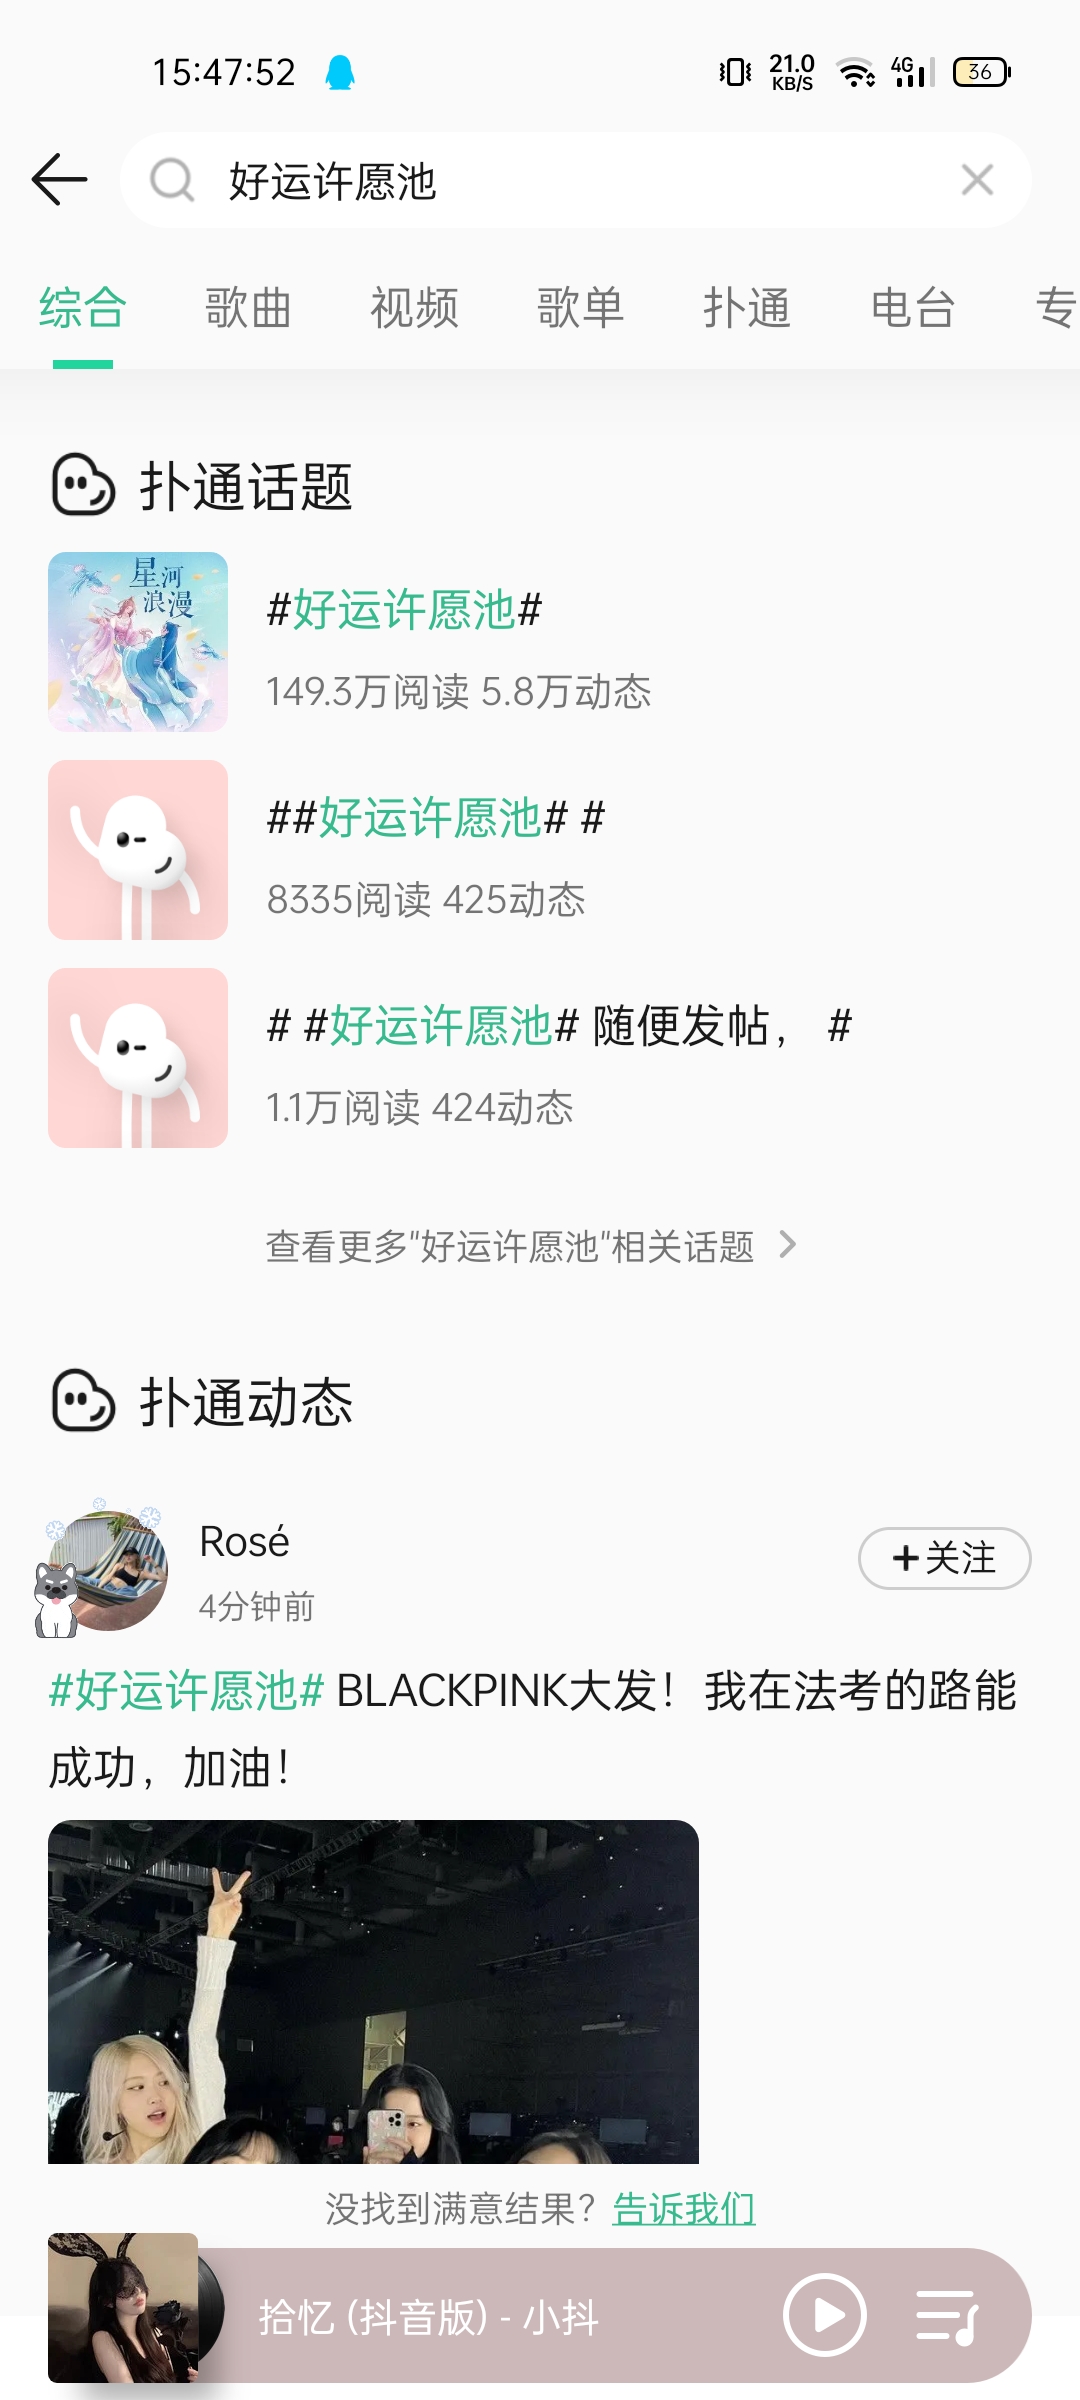 15:47:52 21.0 KB/S 4G 36
好运许愿池
综合 歌曲 视频 歌单 扑通 电台 专
扑通话题
星河
浪漫
#好运许愿池#
149.3万阅读 5.8万动态
##好运许愿池# #
8335阅读 425动态
# #好运许愿池# 随便发帖， #
1.1万阅读 424动态
查看更多"好运许愿池"相关话题
扑通动态
Rosé
4分钟前
+关注
#好运许愿池# BLACKPINK大发！我在法考的路能
成功，加油！
没找到满意结果？告诉我们
拾忆 (抖音版) - 小抖